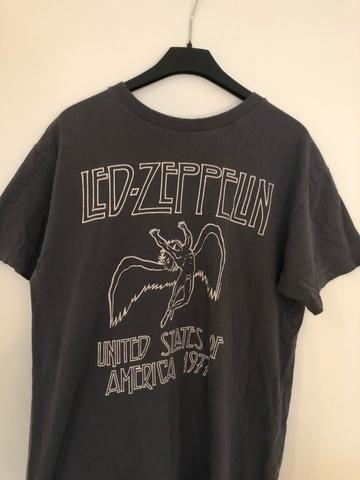 LED-ZEPPELIN
UNITED STATES OF
AMERICA 1977